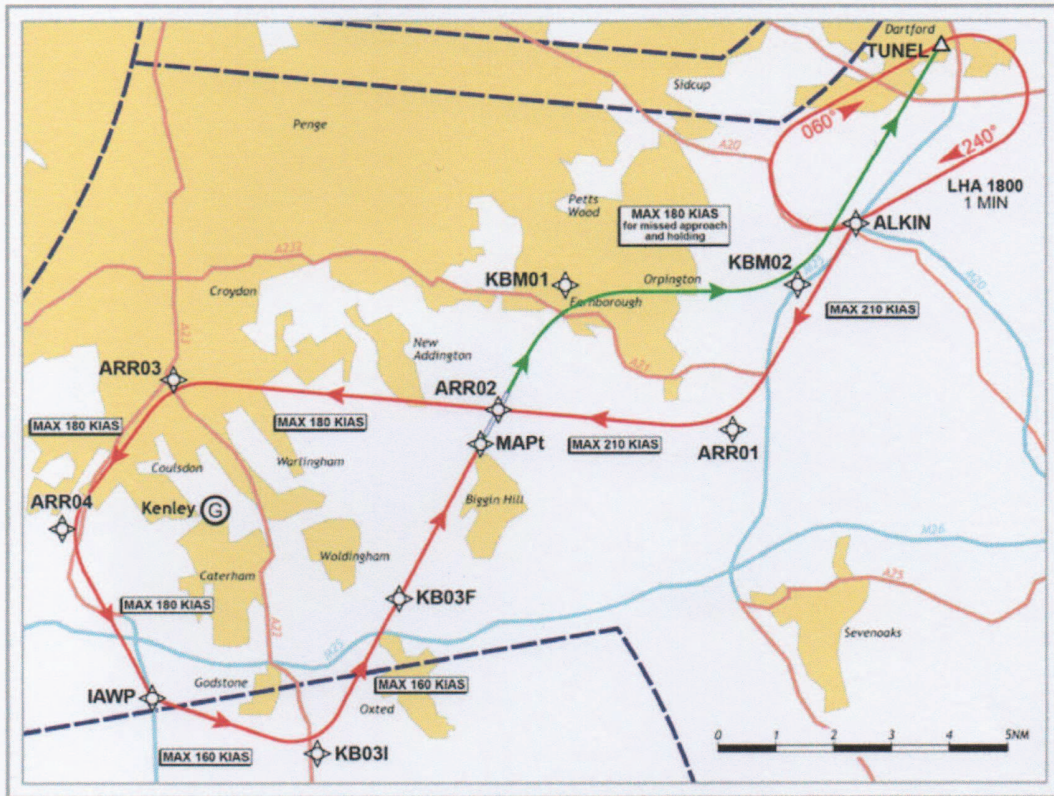 Dartford
TUNEL
Sidcup
Penge
060°
240°
A20
LHA 1800
1 MIN
Petts
Wood
MAX 180 KIAS
for missed approach
and holding
ALKIN
A232
KBM01
Orpington
KBM02
M25
M20
Croydon
Farnborough
MAX 210 KIAS
A23
New
Addington
A21
ARR03
ARR02
MAX 180 KIAS
MAX 180 KIAS
MAX 210 KIAS
ARR01
MAPt
Coulsdon
Warlingham
ARR04
Kenley
G
Biggin Hill
Woldingham
M26
Caterham
KB03F
A25
MAX 180 KIAS
A22
M25
Sevenoaks
IAWP
Godstone
MAX 160 KIAS
Oxted
MAX 160 KIAS
KB03I
0 1 2 3 4 5NM